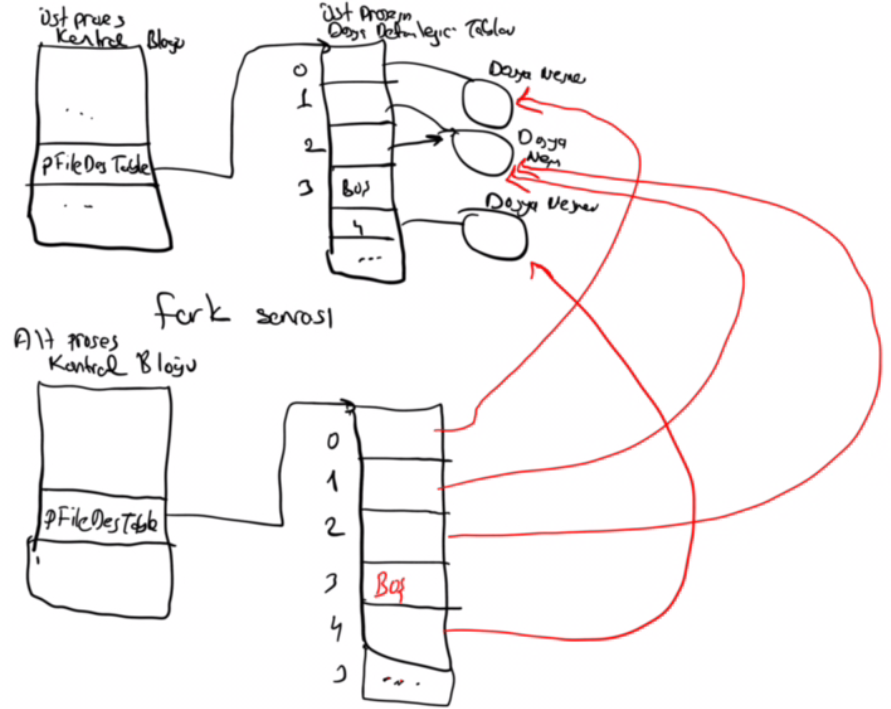 Üst proses
Kontrol Bloğu
...
pFileDesTable
...
Üst Prosesin
Dosya Betimleyici Tablosu
0
1
2
3 Boş
4
...
Dosya Nesnesi
Dosya
Nesn
Dosya Nesnesi
fork sonrası
Alt proses
Kontrol Bloğu
pFileDesTable
0
1
2
3 Boş
4
...